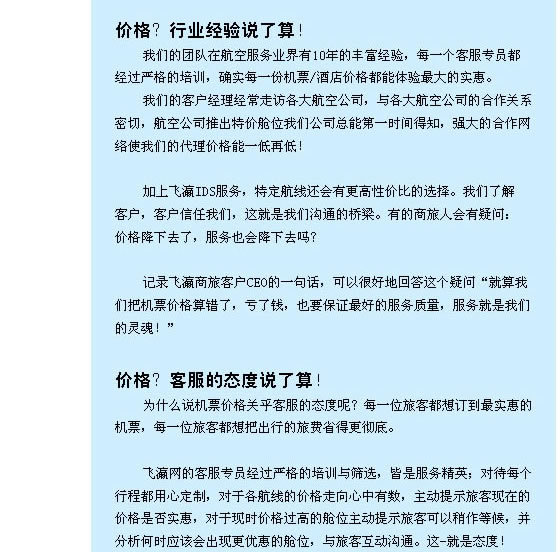 价格？行业经验说了算！
我们的团队在航空服务业界有10年的丰富经验，每一个客服专员都
经过严格的培训，确实每一份机票/酒店价格都能体验最大的实惠。
我们的客户经理经常走访各大航空公司，与各大航空公司的合作关系
密切，航空公司推出特价舱位我们公司总能第一时间得知，强大的合作网
络使我们的代理价格能一低再低！
加上飞瀛IDS服务，特定航线还会有更高性价比的选择。我们了解
客户，客户信任我们，这就是我们沟通的桥梁。有的商旅人会有疑问：
价格降下去了，服务也会降下去吗？
记录飞瀛商旅客户CEO的一句话，可以很好地回答这个疑问“就算我
们把机票价格算错了，亏了钱，也要保证最好的服务质量，服务就是我们
的灵魂！”
价格？客服的态度说了算！
为什么说机票价格关乎客服的态度呢？每一位旅客都想订到最实惠的
机票，每一位旅客都想把出行的旅费省得更彻底。
飞瀛网的客服专员经过严格的培训与筛选，皆是服务精英；对待每个
行程都用心定制，对于各航线的价格走向心中有数，主动提示旅客现在的
价格是否实惠，对于现时价格过高的舱位主动提示旅客可以稍作等候，并
分析何时应该会出现更优惠的舱位，与旅客互动沟通。这-就是态度！